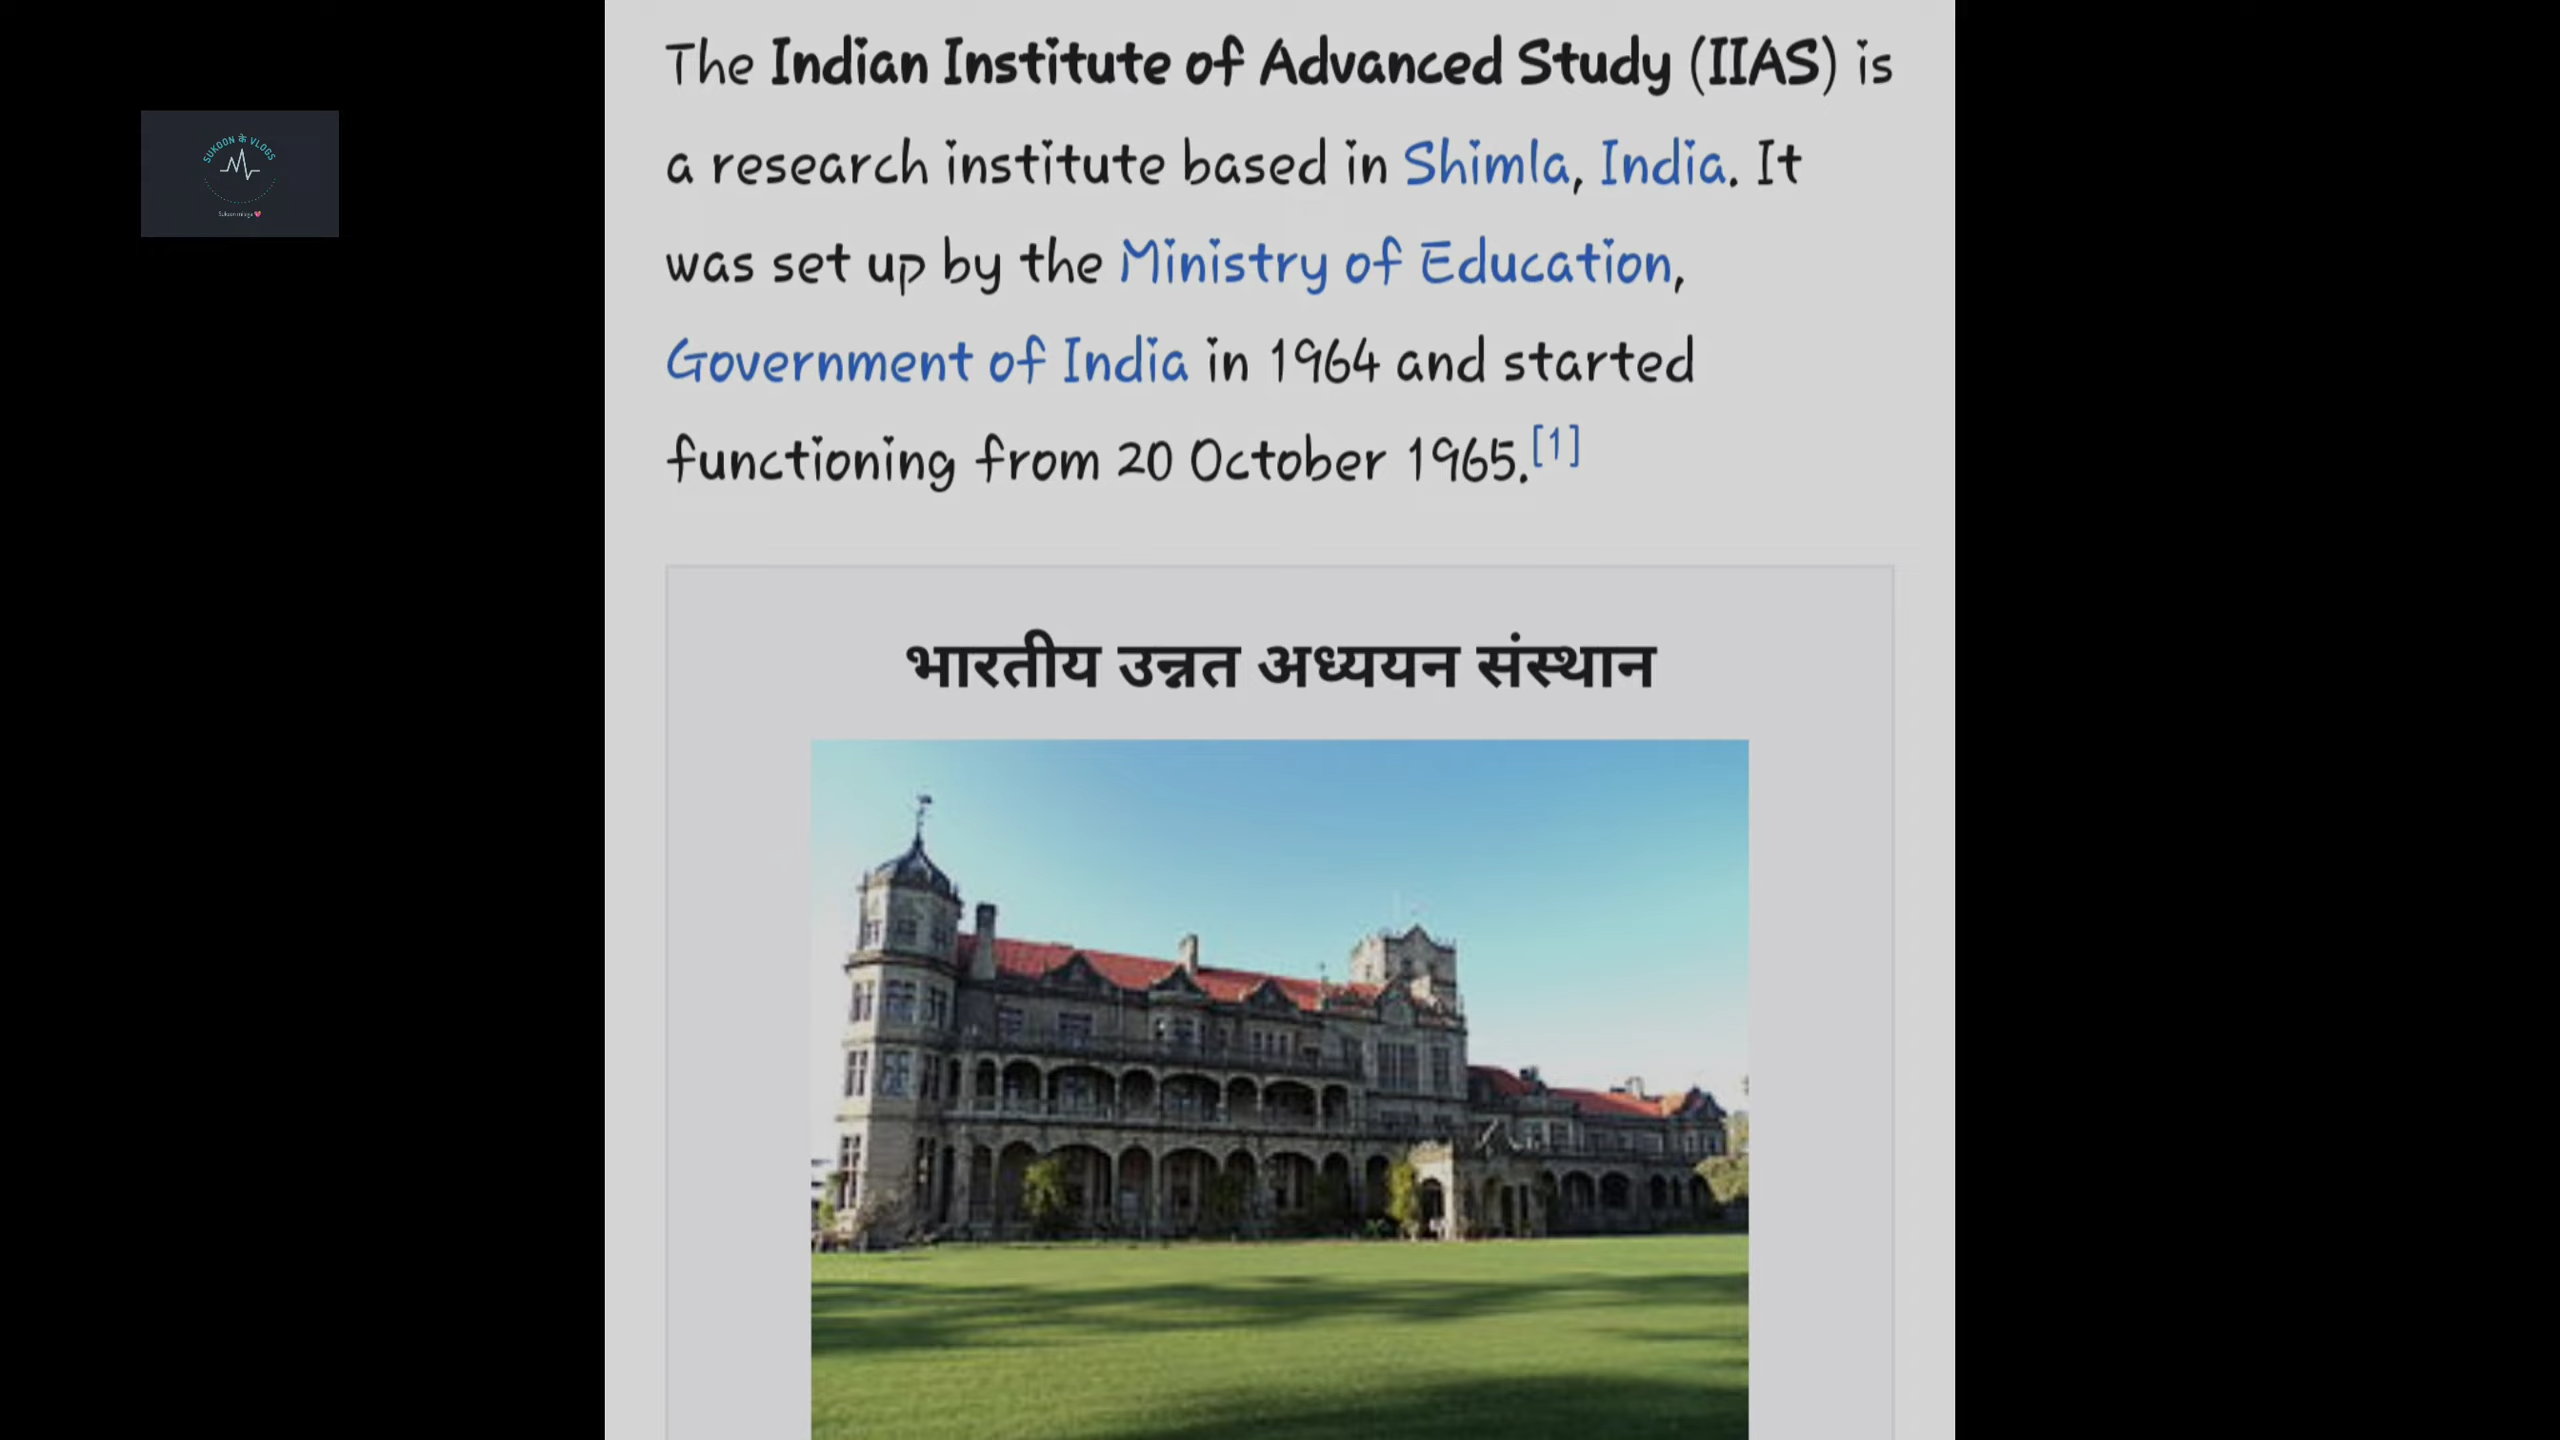 SUKOON के VLOGS
The Indian Institute of Advanced Study (IIAS) is
a research institute based in Shimla, India. It
was set up by the Ministry of Education,
Government of India in 1964 and started
functioning from 20 October 1965.[1]
भारतीय उन्नत अध्ययन संस्थान